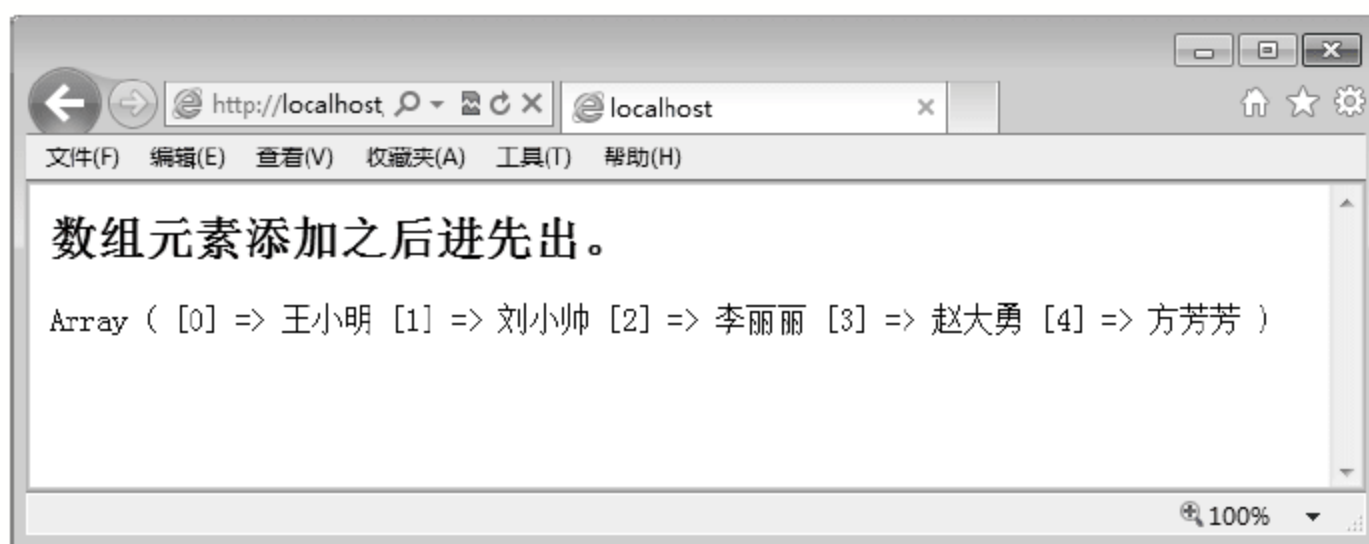 http://localhost localhost
文件(F) 编辑(E) 查看(V) 收藏夹(A) 工具(T) 帮助(H)
数组元素添加之后进先出。
Array ( [0] => 王小明 [1] => 刘小帅 [2] => 李丽丽 [3] => 赵大勇 [4] => 方芳芳 )
100%